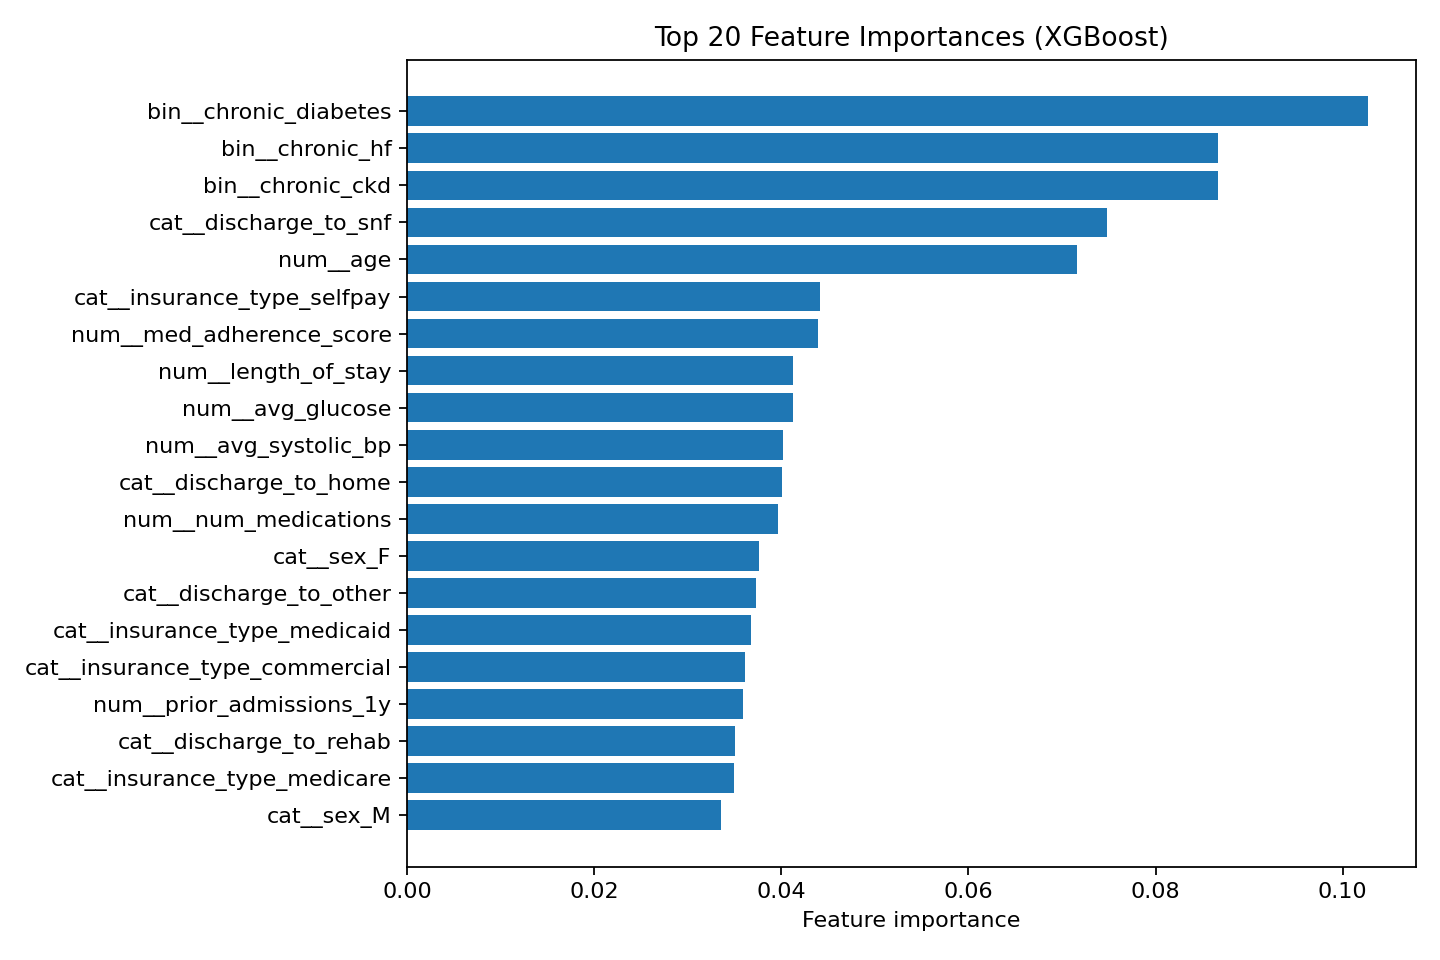 Top 20 Feature Importances (XGBoost)
bin__chronic_diabetes
bin__chronic_hf
bin__chronic_ckd
cat__discharge_to_snf
num__age
cat__insurance_type_selfpay
num__med_adherence_score
num__length_of_stay
num__avg_glucose
num__avg_systolic_bp
cat__discharge_to_home
num__num_medications
cat__sex_F
cat__discharge_to_other
cat__insurance_type_medicaid
cat__insurance_type_commercial
num__prior_admissions_1y
cat__discharge_to_rehab
cat__insurance_type_medicare
cat__sex_M
0.00 0.02 0.04 0.06 0.08 0.10
Feature importance